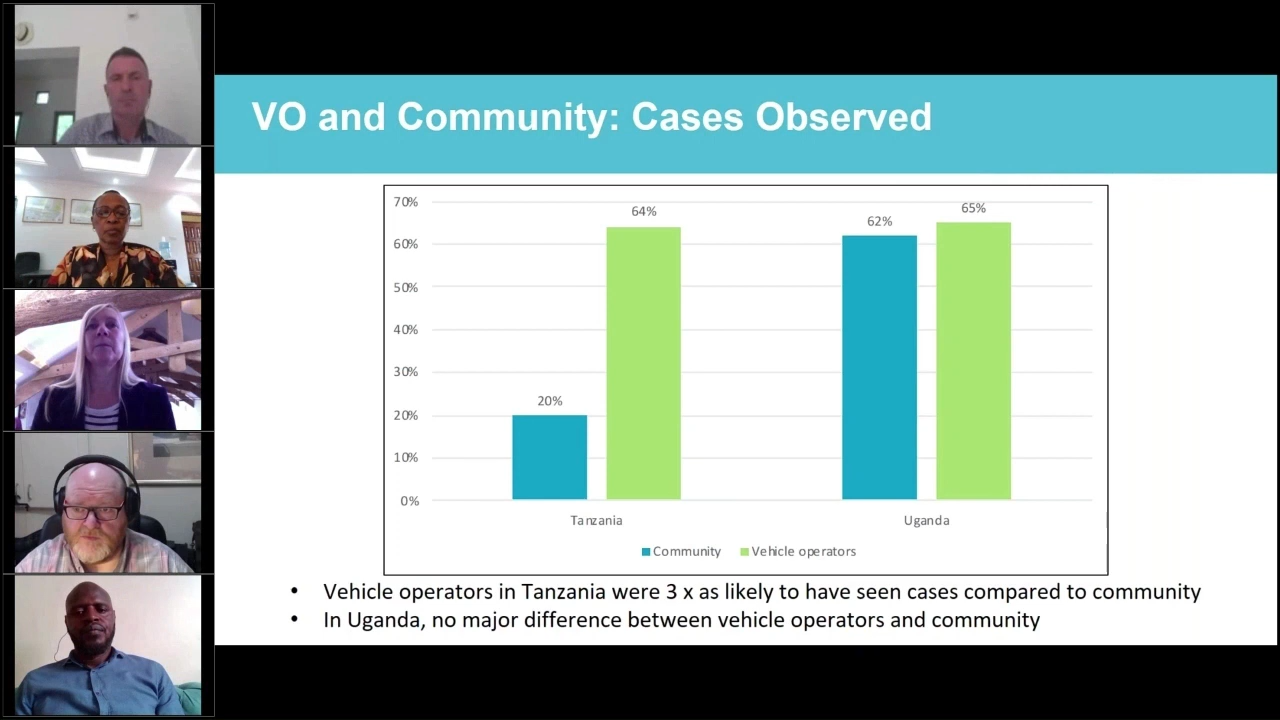 VO and Community: Cases Observed
70%
60%
50%
40%
30%
20%
10%
0%
20%
64%
62%
65%
Tanzania
Uganda
Community
Vehicle operators
• Vehicle operators in Tanzania were 3 x as likely to have seen cases compared to community
• In Uganda, no major difference between vehicle operators and community